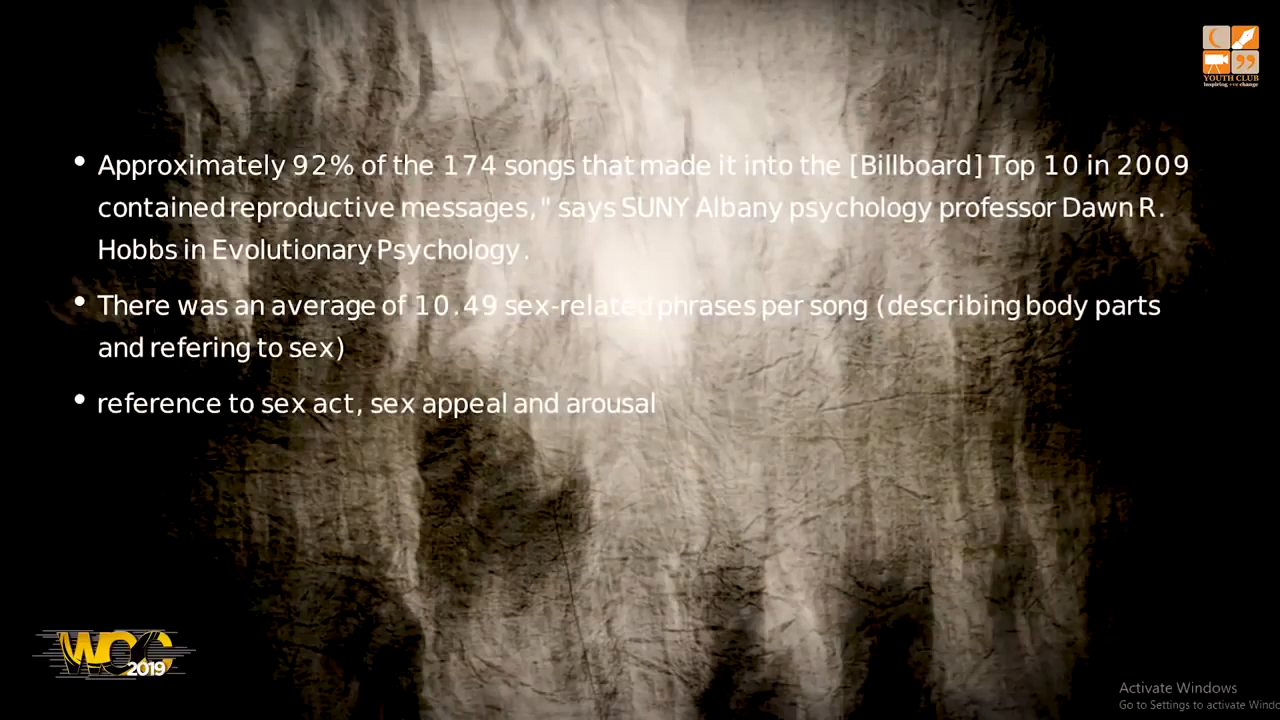 YOUTH CLUB
inspiring eve change
• Approximately 92% of the 174 songs that made it into the [Billboard] Top 10 in 2009
contained reproductive messages," says SUNY Albany psychology professor Dawn R.
Hobbs in Evolutionary Psychology.
• There was an average of 10.49 sex-related phrases per song (describing body parts
and refering to sex)
• reference to sex act, sex appeal and arousal
2019
Activate Windows
Go to Settings to activate Windo